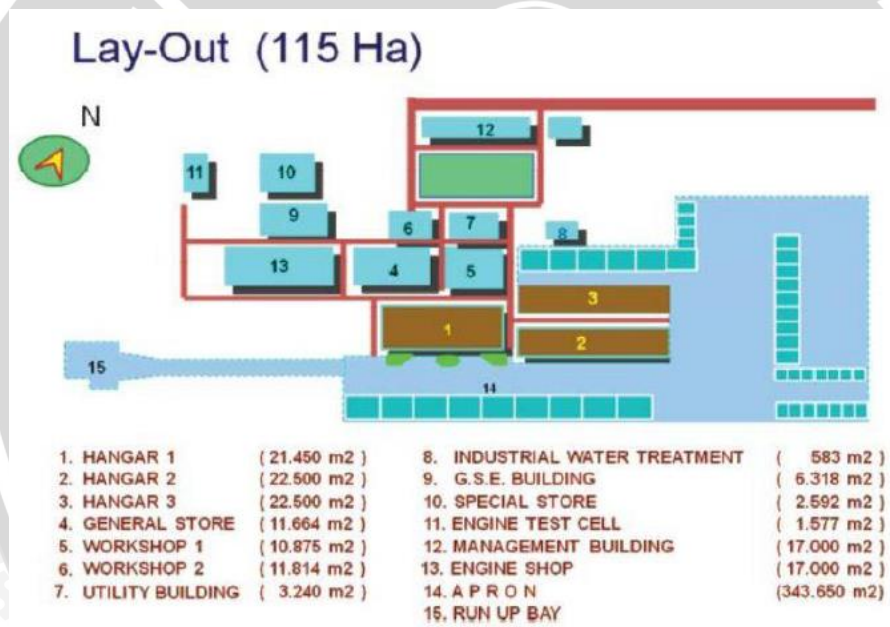 Lay-Out (115 Ha)
N
12
11
10
9
6
7
8
13
4
5
3
1
2
15
14
1. HANGAR 1 ( 21.450 m2 )
2. HANGAR 2 ( 22.500 m2 )
3. HANGAR 3 ( 22.500 m2 )
4. GENERAL STORE ( 11.664 m2 )
5. WORKSHOP 1 ( 10.875 m2 )
6. WORKSHOP 2 ( 11.814 m2 )
7. UTILITY BUILDING ( 3.240 m2 )
8. INDUSTRIAL WATER TREATMENT ( 583 m2 )
9. G.S.E. BUILDING ( 6.318 m2 )
10. SPECIAL STORE ( 2.592 m2 )
11. ENGINE TEST CELL ( 1.577 m2 )
12. MANAGEMENT BUILDING ( 17.000 m2 )
13. ENGINE SHOP ( 17.000 m2 )
14. A P R O N (343.650 m2)
15. RUN UP BAY